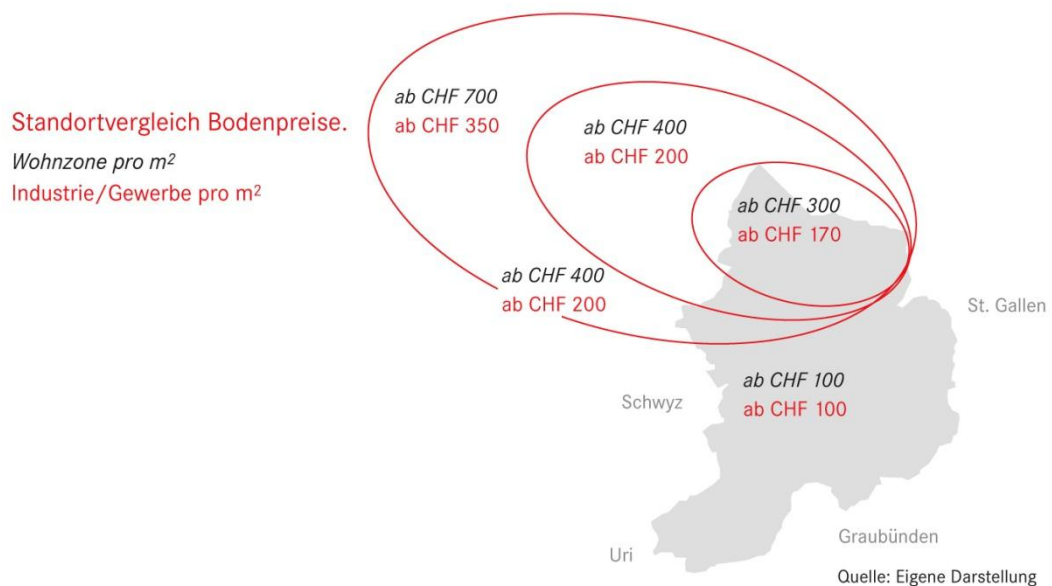 Standortvergleich Bodenpreise.
Wohnzone pro m²
Industrie/Gewerbe pro m²
ab CHF 700
ab CHF 350
ab CHF 400
ab CHF 200
ab CHF 300
ab CHF 170
ab CHF 400
ab CHF 200
St. Gallen
ab CHF 100
ab CHF 100
Schwyz
Graubünden
Uri
Quelle: Eigene Darstellung